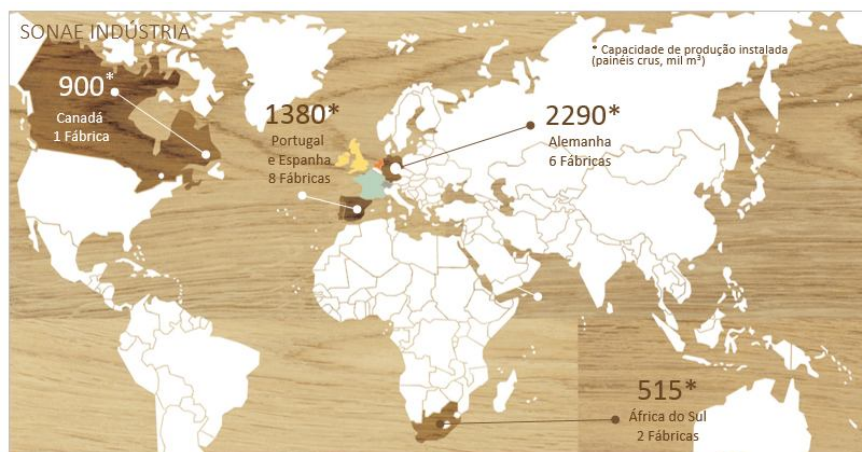 SONAE INDÚSTRIA
* Capacidade de produção instalada
(painéis crus, mil m³)
900*
Canadá
1 Fábrica
1380*
Portugal
e Espanha
8 Fábricas
2290*
Alemanha
6 Fábricas
515*
África do Sul
2 Fábricas